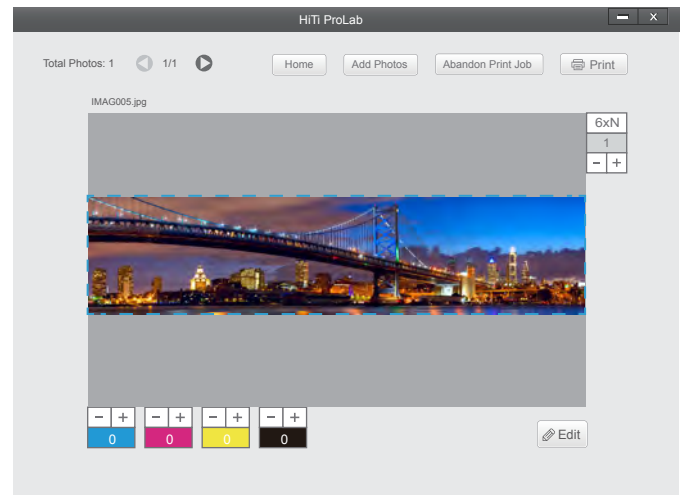 HiTi ProLab
x
Total Photos: 1 1/1 Home Add Photos Abandon Print Job Print
IMAG005.jpg
6xN
1
- +
- + - + - + - +
0 0 0 0
Edit